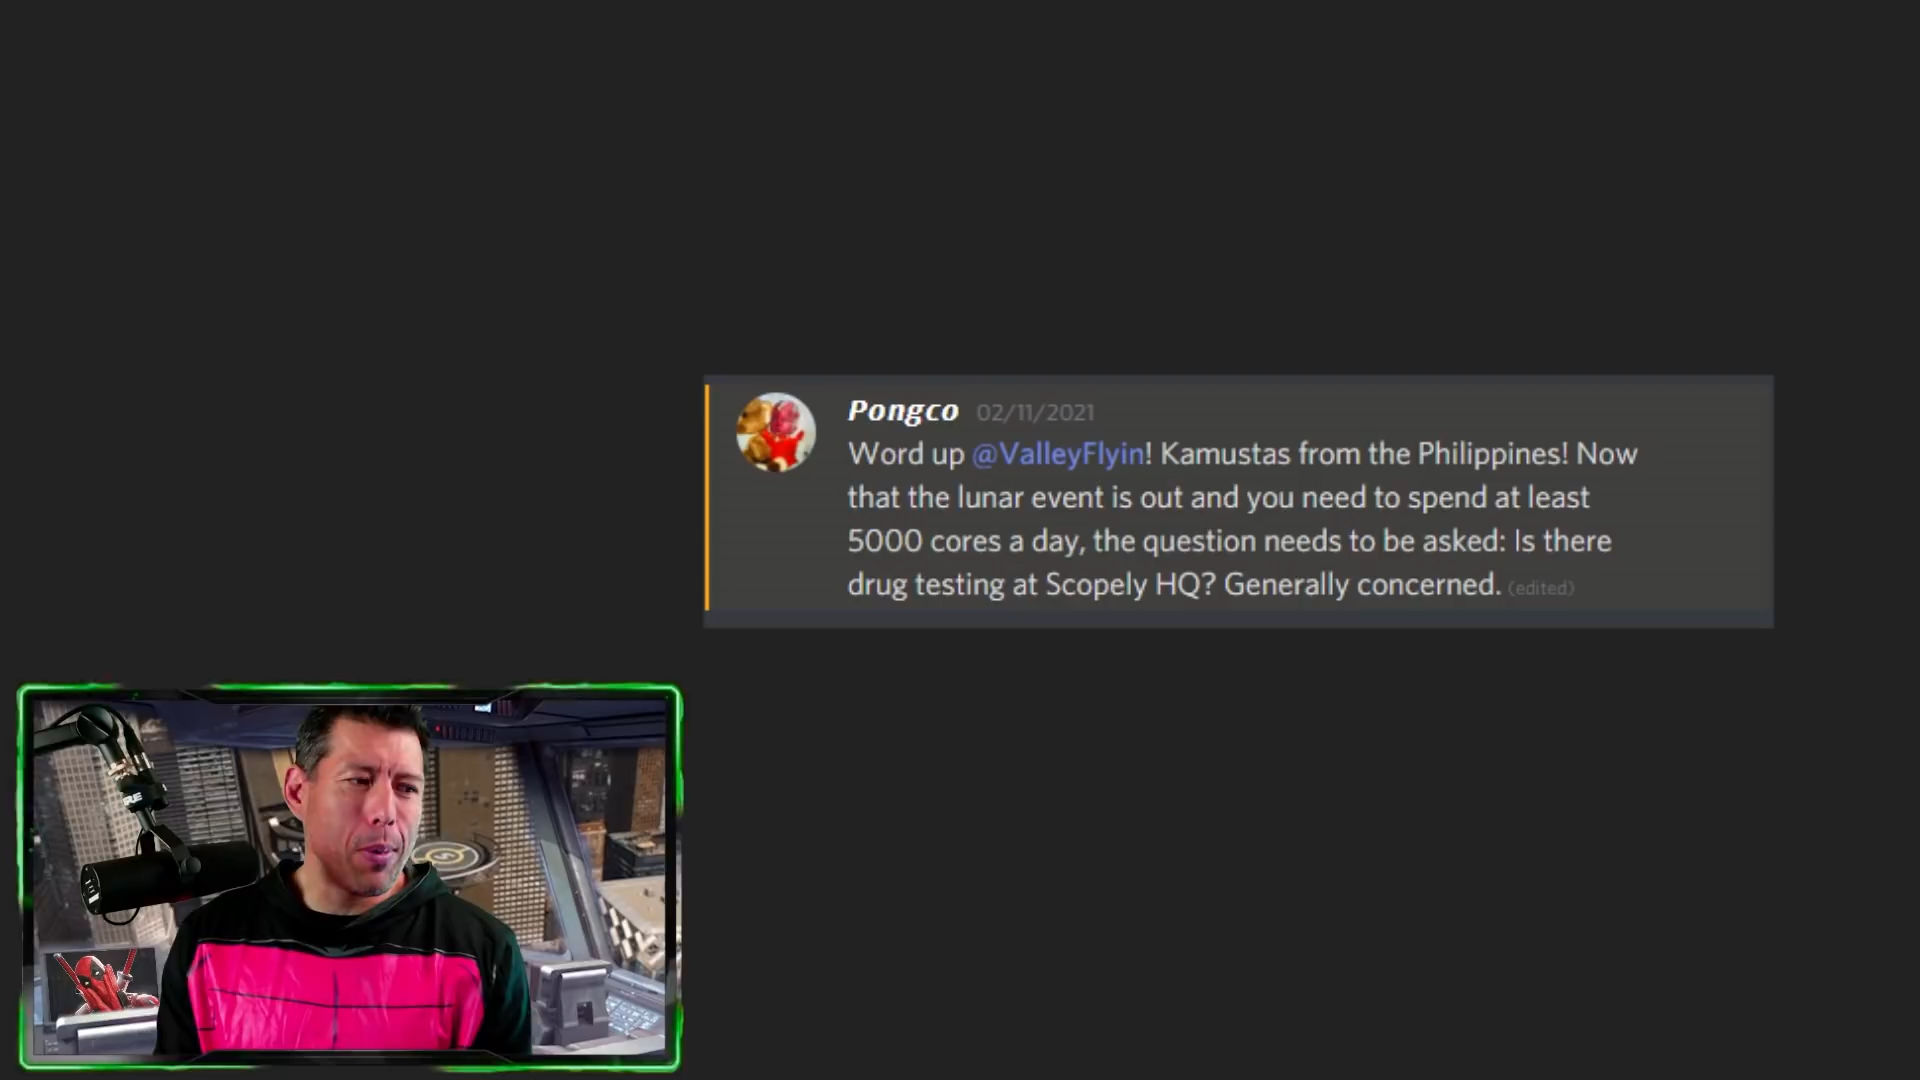 Pongco 02/11/2021
Word up @ValleyFlyin! Kamustas from the Philippines! Now
that the lunar event is out and you need to spend at least
5000 cores a day, the question needs to be asked: Is there
drug testing at Scopely HQ? Generally concerned. (edited)